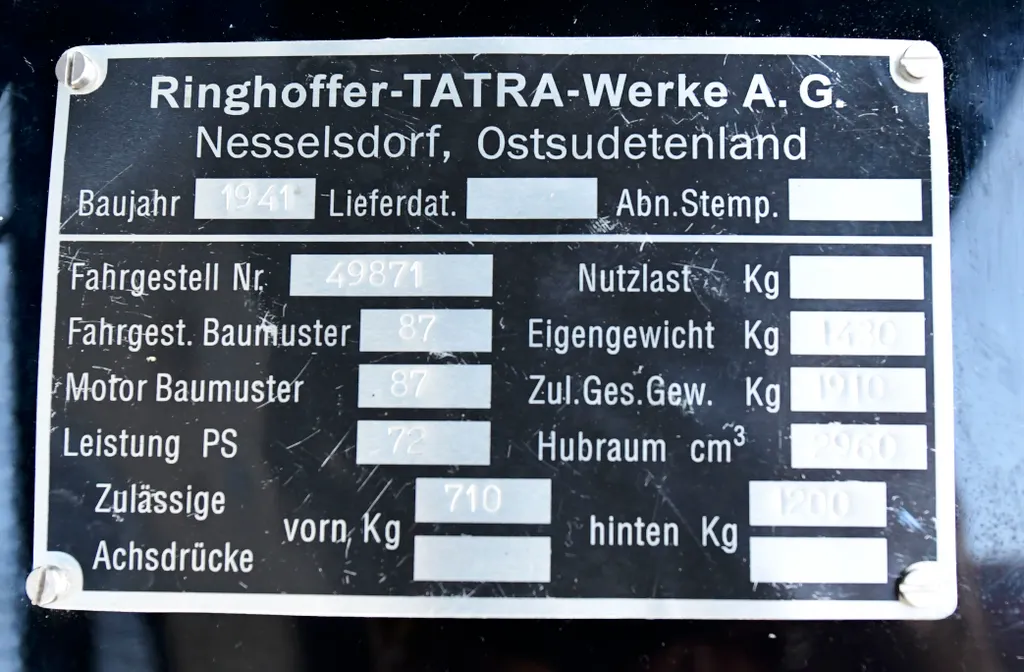 Ringhoffer-TATRA-Werke A. G.
Nesselsdorf, Ostsudetenland
Baujahr 1941 Lieferdat. Abn.Stemp.
Fahrgestell Nr. 49871 Nutzlast Kg
Fahrgest. Baumuster 87 Eigengewicht Kg 1430
Motor Baumuster 87 Zul.Ges.Gew. Kg 1910
Leistung PS 72 Hubraum cm³ 2960
Zulässige Achsdrücke vorn Kg 710 hinten Kg 1200